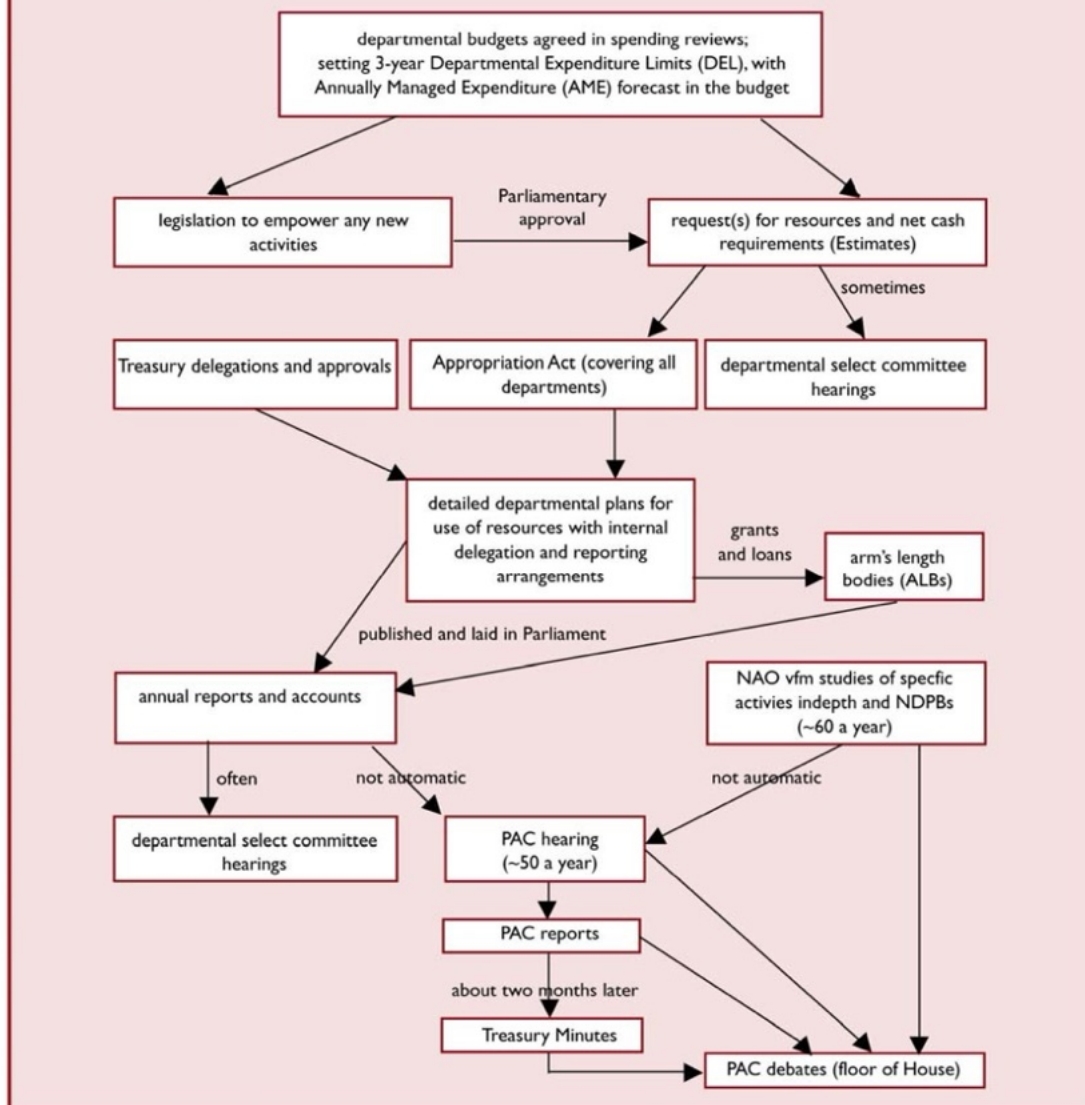 departmental budgets agreed in spending reviews;
setting 3-year Departmental Expenditure Limits (DEL), with
Annually Managed Expenditure (AME) forecast in the budget
legislation to empower any new
activities
Parliamentary
approval
request(s) for resources and net cash
requirements (Estimates)
sometimes
Treasury delegations and approvals
Appropriation Act (covering all
departments)
departmental select committee
hearings
detailed departmental plans for
use of resources with internal
delegation and reporting
arrangements
grants
and loans
arm's length
bodies (ALBs)
published and laid in Parliament
annual reports and accounts
NAO vfm studies of specfic
activies indepth and NDPBs
(~60 a year)
often
not automatic
not automatic
departmental select committee
hearings
PAC hearing
(~50 a year)
PAC reports
about two months later
Treasury Minutes
PAC debates (floor of House)